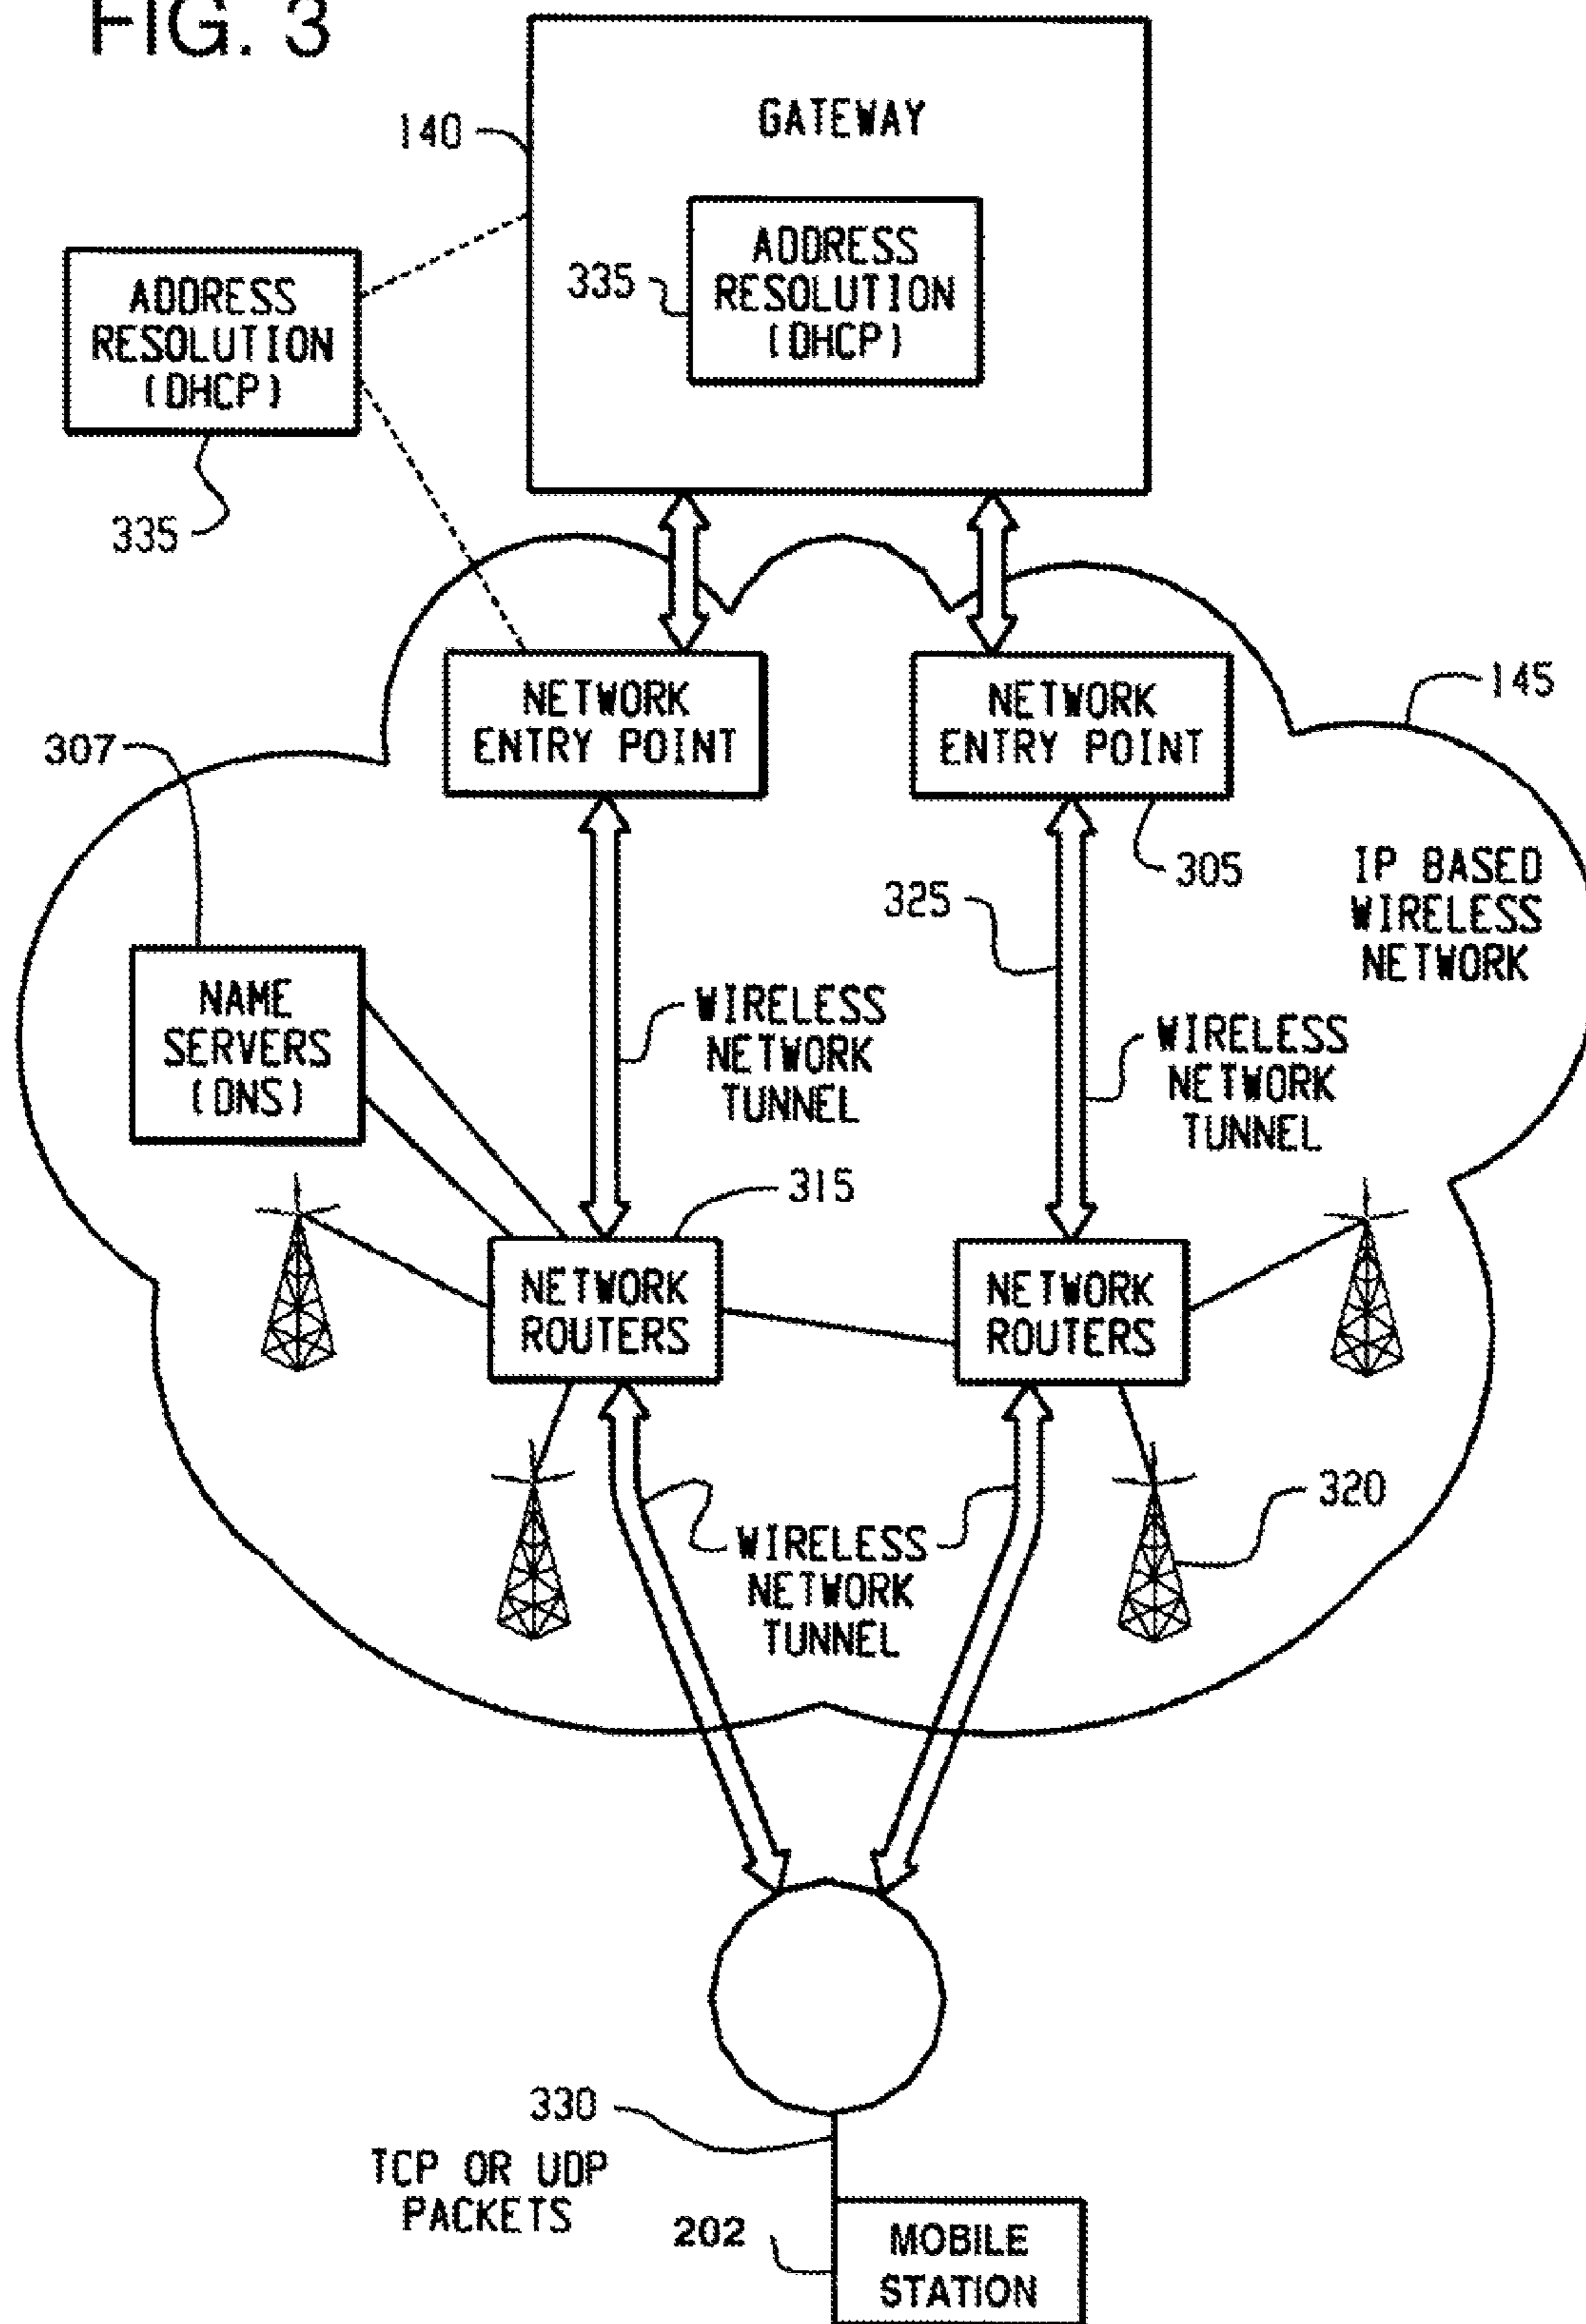 FIG. 3
140
GATEWAY
ADDRESS
RESOLUTION
(DHCP)
335
ADDRESS
RESOLUTION
(DHCP)
335
NETWORK
ENTRY POINT
NETWORK
ENTRY POINT
145
307
305
325
IP BASED
WIRELESS
NETWORK
NAME
SERVERS
(DNS)
WIRELESS
NETWORK
TUNNEL
WIRELESS
NETWORK
TUNNEL
315
NETWORK
ROUTERS
NETWORK
ROUTERS
320
WIRELESS
NETWORK
TUNNEL
330
TCP OR UDP
PACKETS
202
MOBILE
STATION